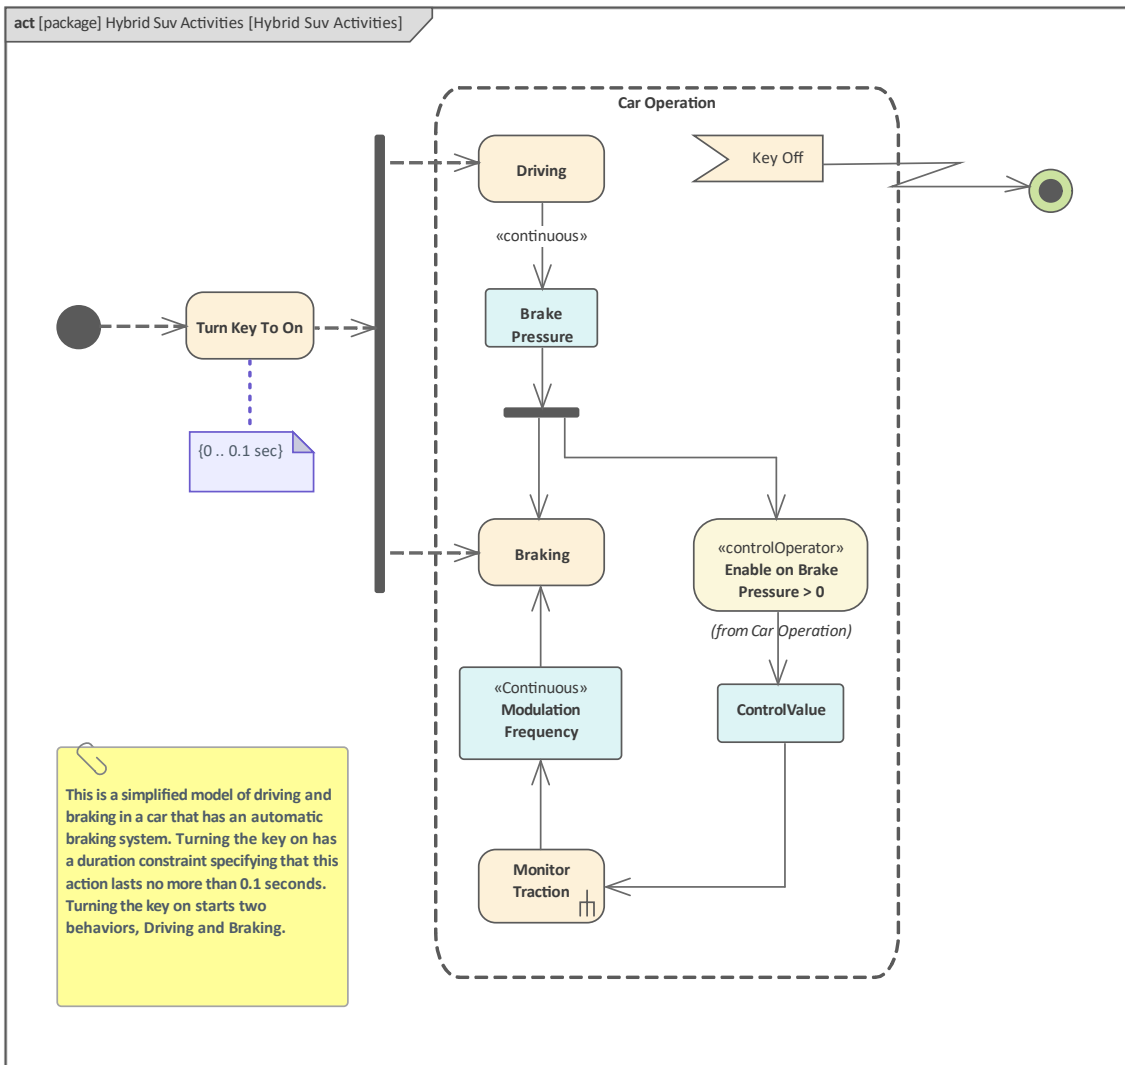 act [package] Hybrid Suv Activities [Hybrid Suv Activities]
Car Operation
Driving
Key Off
«continuous»
Brake
Pressure
Turn Key To On
{0 .. 0.1 sec}
Braking
«controlOperator»
Enable on Brake
Pressure > 0
(from Car Operation)
«Continuous»
Modulation
Frequency
ControlValue
Monitor
Traction
This is a simplified model of driving and
braking in a car that has an automatic
braking system. Turning the key on has
a duration constraint specifying that this
action lasts no more than 0.1 seconds.
Turning the key on starts two
behaviors, Driving and Braking.